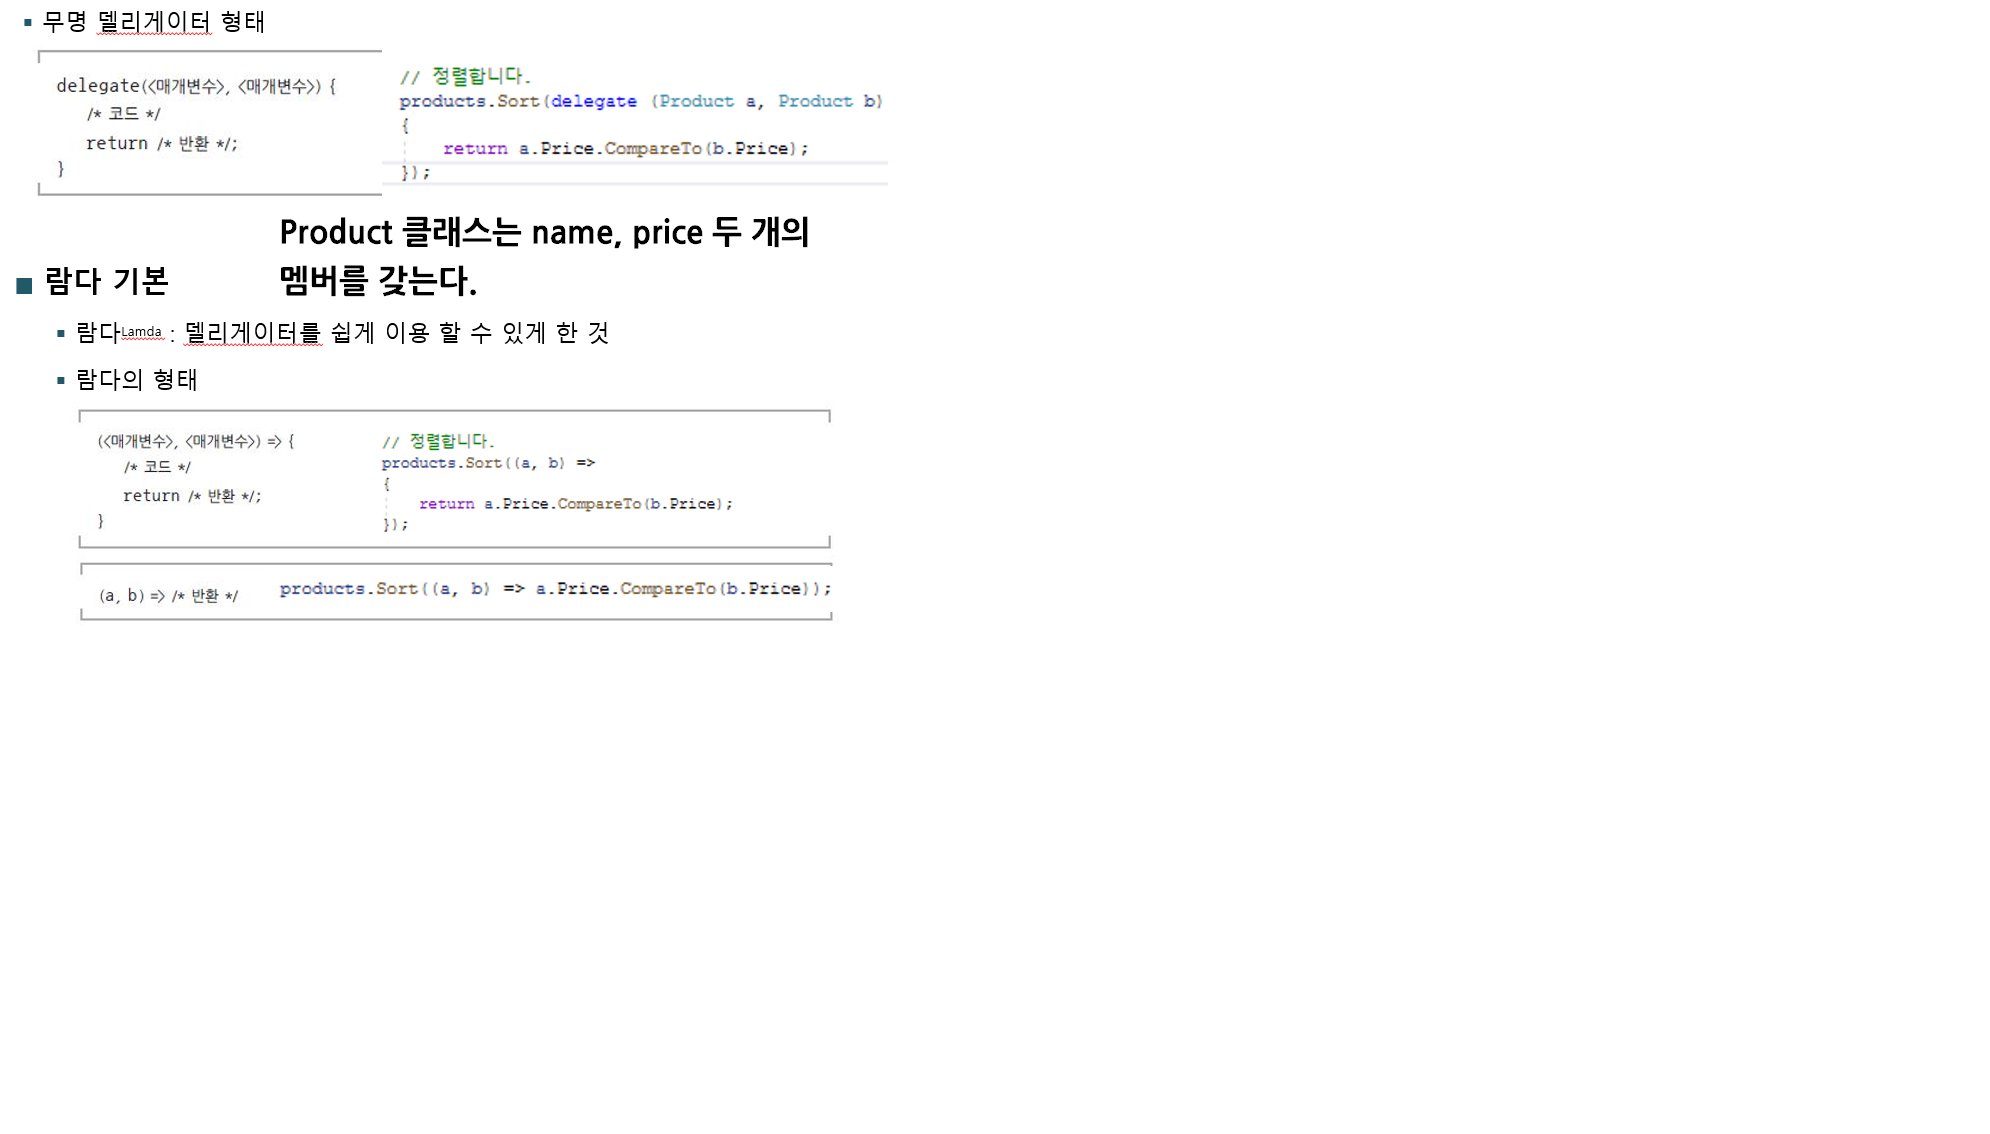 무명 델리게이터 형태
delegate(<매개변수>, <매개변수>) {
/* 코드 */
return /* 반환 */;
}
// 정렬합니다.
products.Sort(delegate (Product a, Product b)
{
return a.Price.CompareTo(b.Price);
});
Product 클래스는 name, price 두 개의
멤버를 갖는다.
람다 기본
람다Lamda : 델리게이터를 쉽게 이용 할 수 있게 한 것
람다의 형태
(<매개변수>, <매개변수>) => {
/* 코드 */
return /* 반환 */;
}
// 정렬합니다.
products.Sort((a, b) =>
{
return a.Price.CompareTo(b.Price);
});
(a, b) => /* 반환 */
products.Sort((a, b) => a.Price.CompareTo(b.Price));